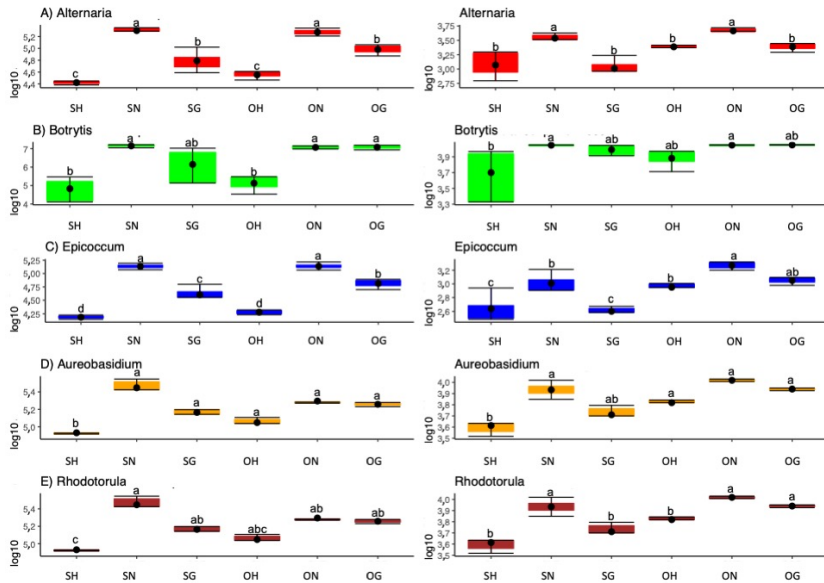 A) Alternaria
c a b c a b
5,2
4,8
4,4
log10
SH SN SG OH ON OG
Alternaria
b a b b a b
3,75
3,50
3,25
3,00
2,75
log10
SH SN SG OH ON OG
B) Botrytis
b a ab b a a
7
6
5
4
log10
SH SN SG OH ON OG
Botrytis
b a ab ab a ab
3,9
3,7
3,5
3,3
log10
SH SN SG OH ON OG
C) Epicoccum
d a c d a b
5,25
5,00
4,75
4,50
4,25
log10
SH SN SG OH ON OG
Epicoccum
c b c b a ab
3,2
3,0
2,8
2,6
log10
SH SN SG OH ON OG
D) Aureobasidium
b a a a a a
5,4
5,2
5,0
log10
SH SN SG OH ON OG
Aureobasidium
b a ab a a a
4,0
3,9
3,8
3,7
3,6
3,5
log10
SH SN SG OH ON OG
E) Rhodotorula
c a ab abc ab ab
5,4
5,2
5,0
log10
SH SN SG OH ON OG
Rhodotorula
b a b b a a
4,0
3,9
3,8
3,7
3,6
3,5
log10
SH SN SG OH ON OG